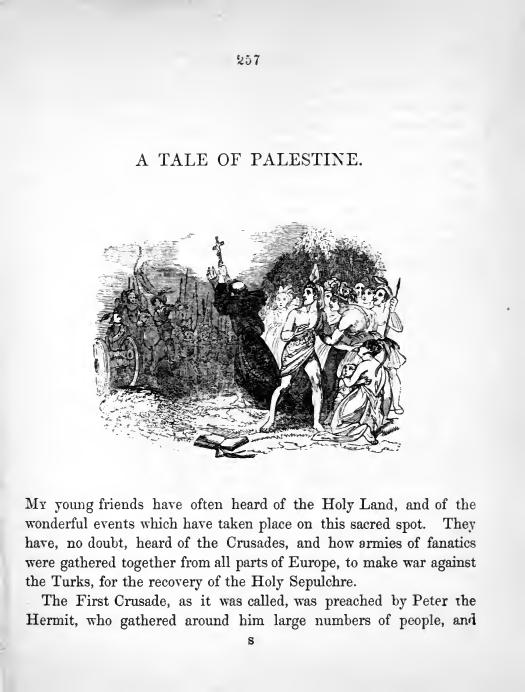 257
A TALE OF PALESTINE.
My young friends have often heard of the Holy Land, and of the
wonderful events which have taken place on this sacred spot. They
have, no doubt, heard of the Crusades, and how armies of fanatics
were gathered together from all parts of Europe, to make war against
the Turks, for the recovery of the Holy Sepulchre.
The First Crusade, as it was called, was preached by Peter the
Hermit, who gathered around him large numbers of people, and
S